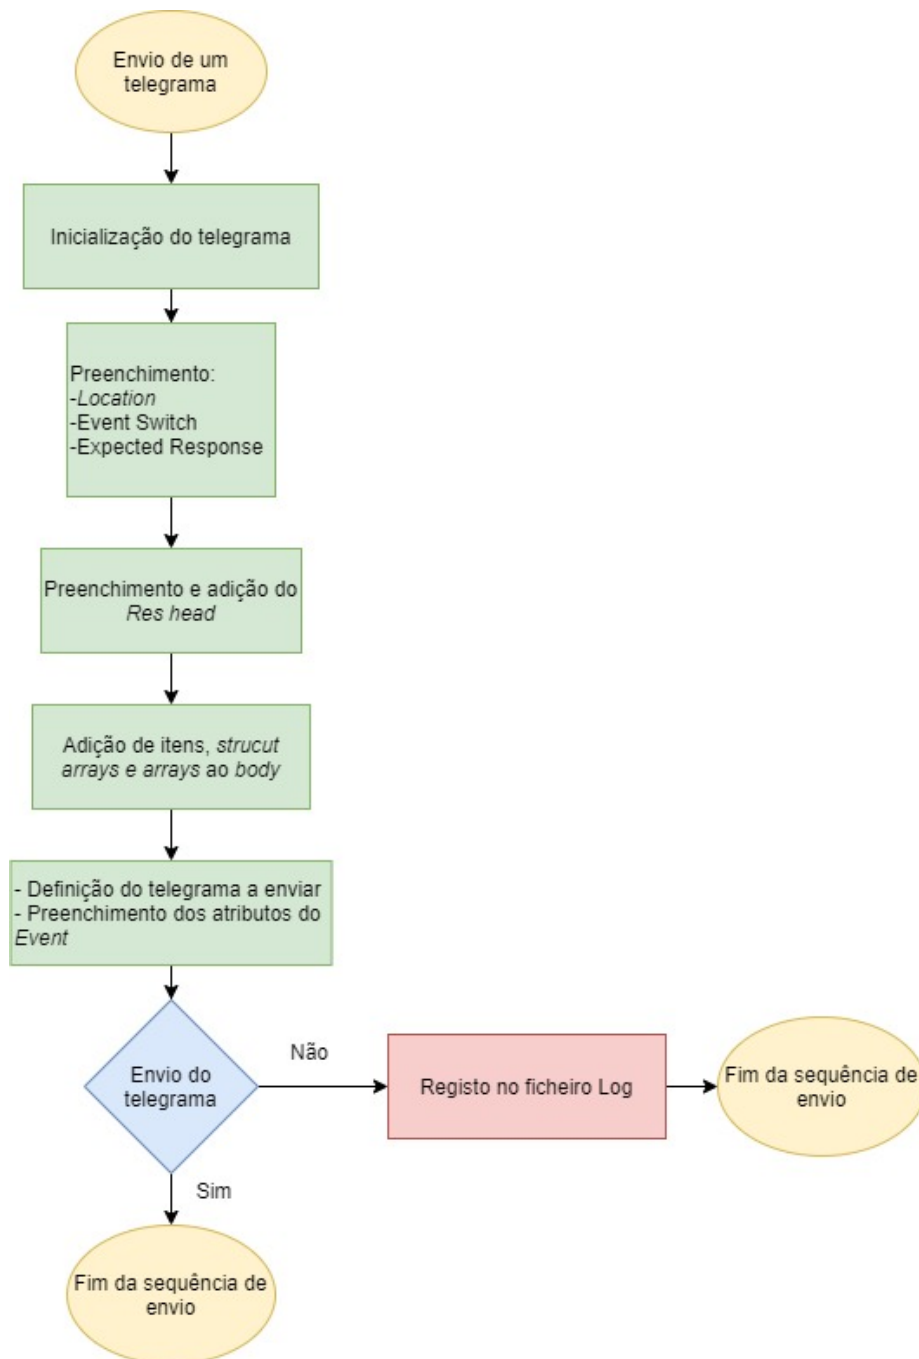 Envio de um
telegrama
Inicialização do telegrama
Preenchimento:
-Location
-Event Switch
-Expected Response
Preenchimento e adição do
Res head
Adição de itens, strucut
arrays e arrays ao body
- Definição do telegrama a enviar
- Preenchimento dos atributos do
Event
Envio do
telegrama
Não
Registo no ficheiro Log
Fim da sequência de
envio
Sim
Fim da sequência de
envio